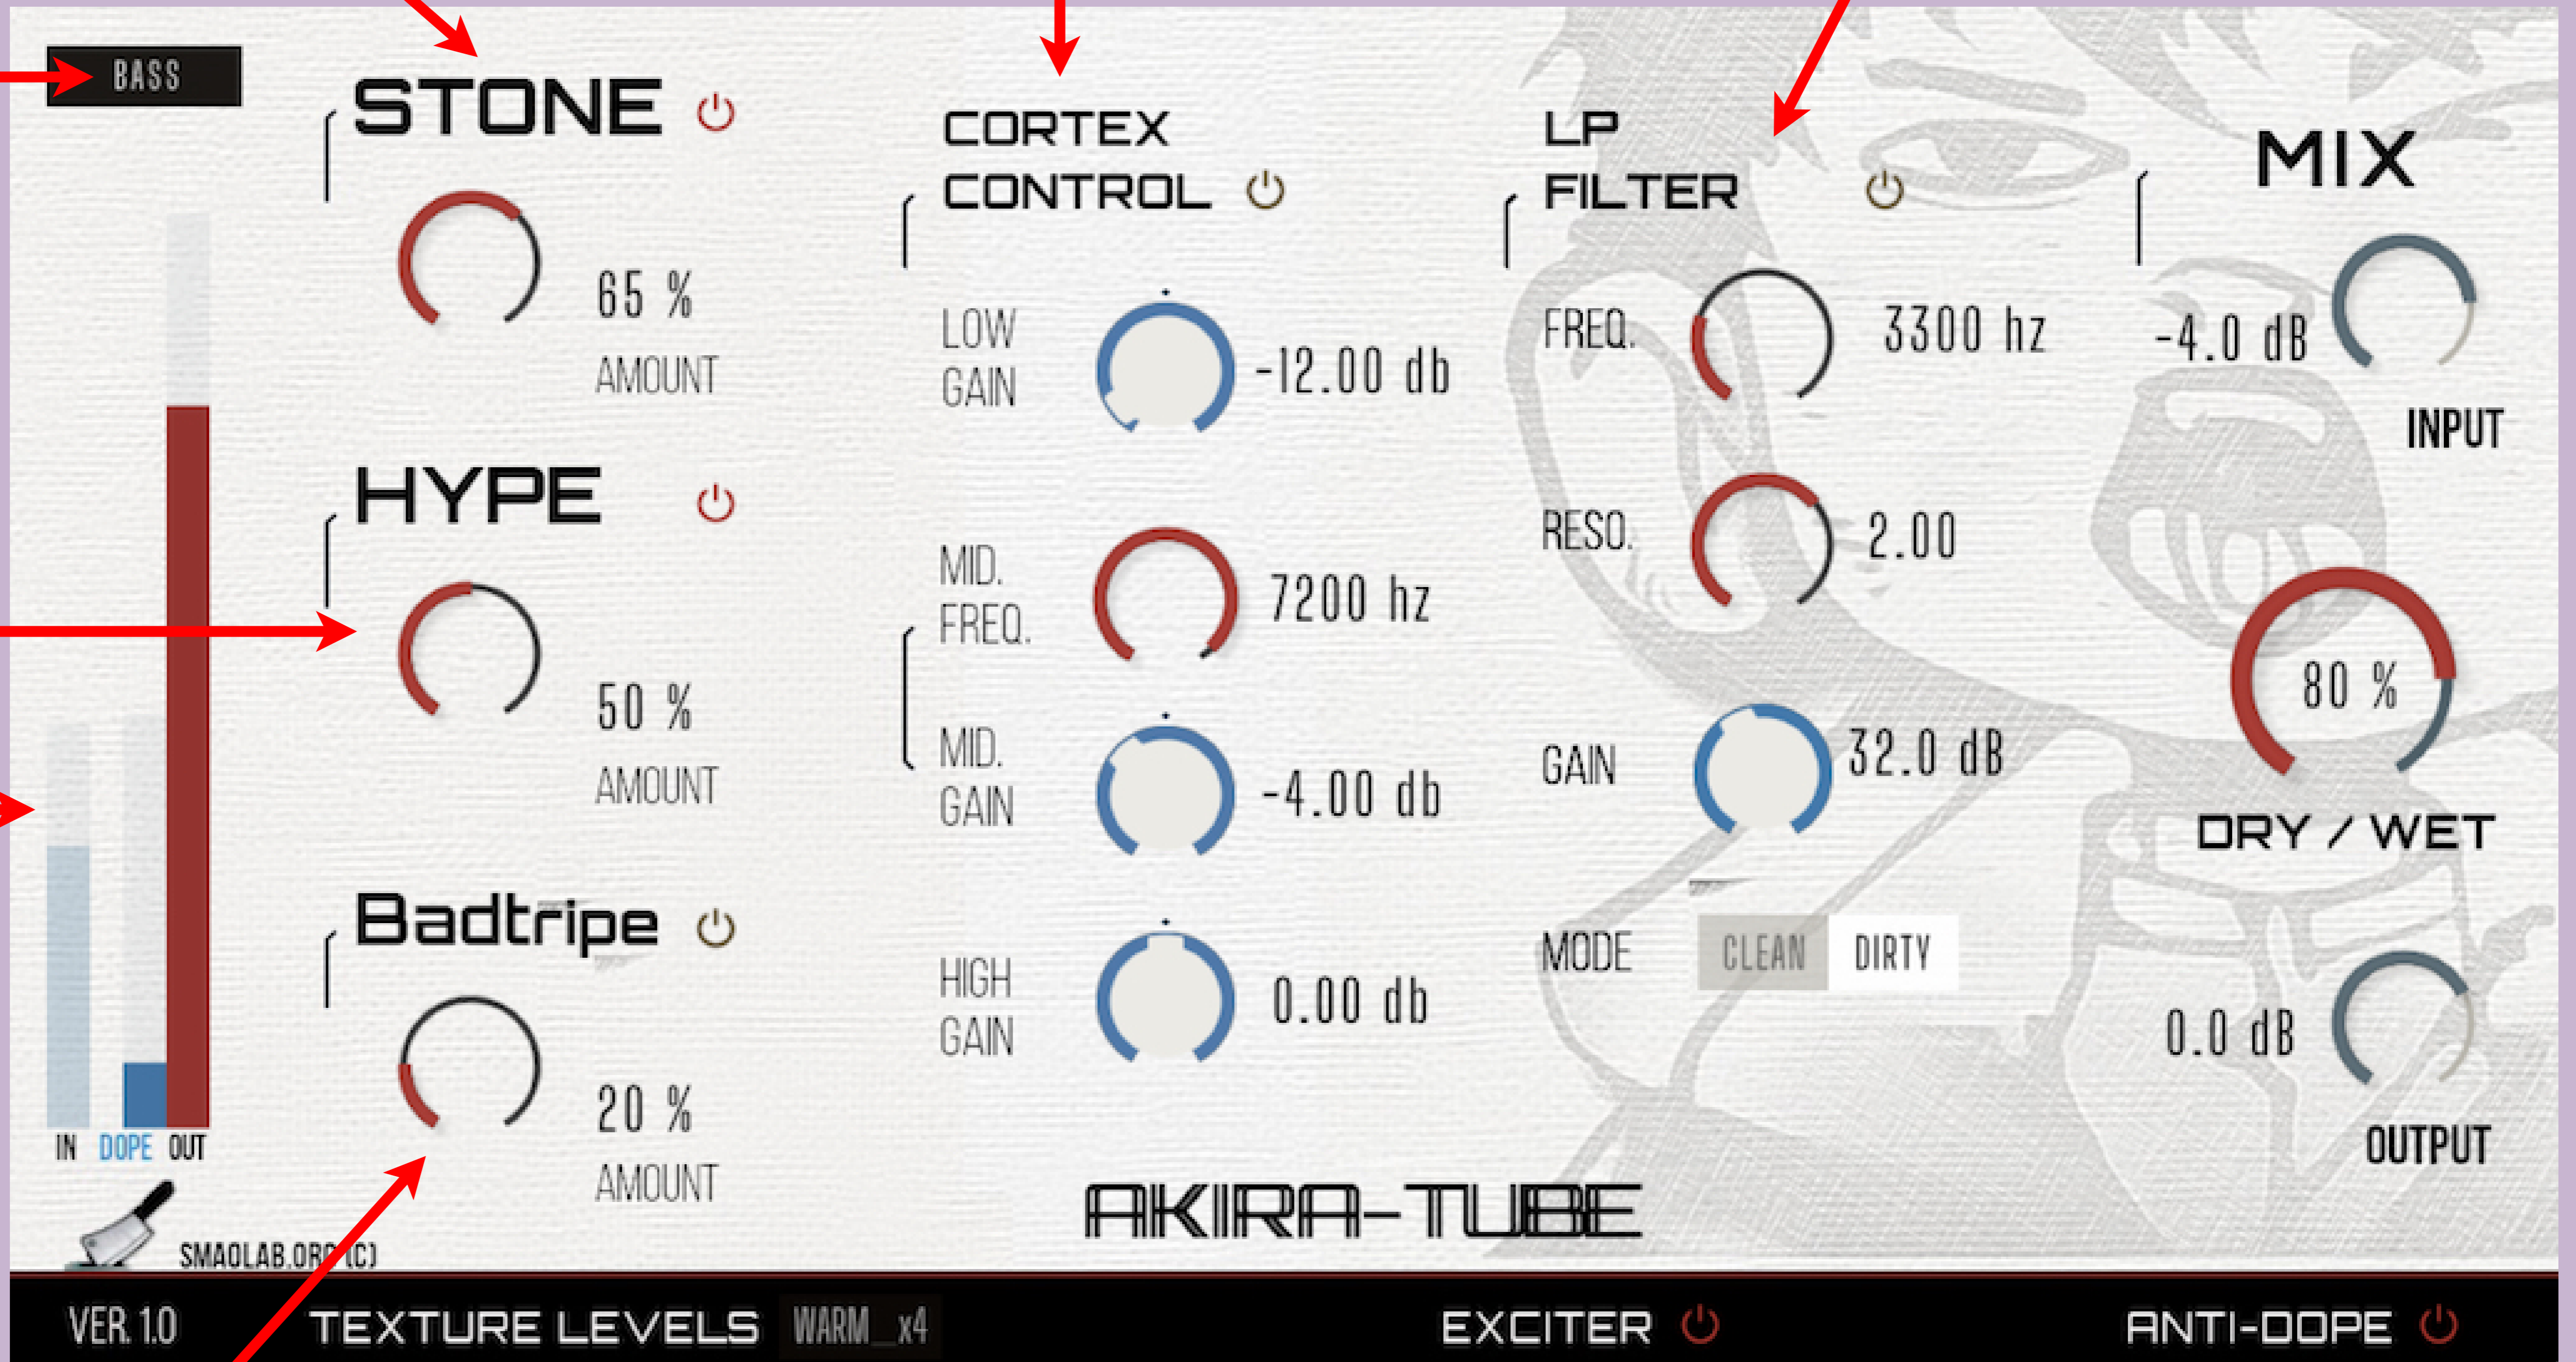 BASS
STONE
65 %
AMOUNT
HYPE
50 %
AMOUNT
Badtripe
20 %
AMOUNT
IN DOPE OUT
SMAOLAB.ORG (C)
CORTEX
CONTROL
LOW
GAIN
-12.00 db
MID.
FREQ.
7200 hz
MID.
GAIN
-4.00 db
HIGH
GAIN
0.00 db
LP
FILTER
FREQ.
3300 hz
RESO.
2.00
GAIN
32.0 dB
MODE
CLEAN DIRTY
MIX
-4.0 dB
INPUT
80 %
DRY / WET
0.0 dB
OUTPUT
AKIRA-TUBE
VER. 1.0
TEXTURE LEVELS WARM_x4
EXCITER
ANTI-DOPE